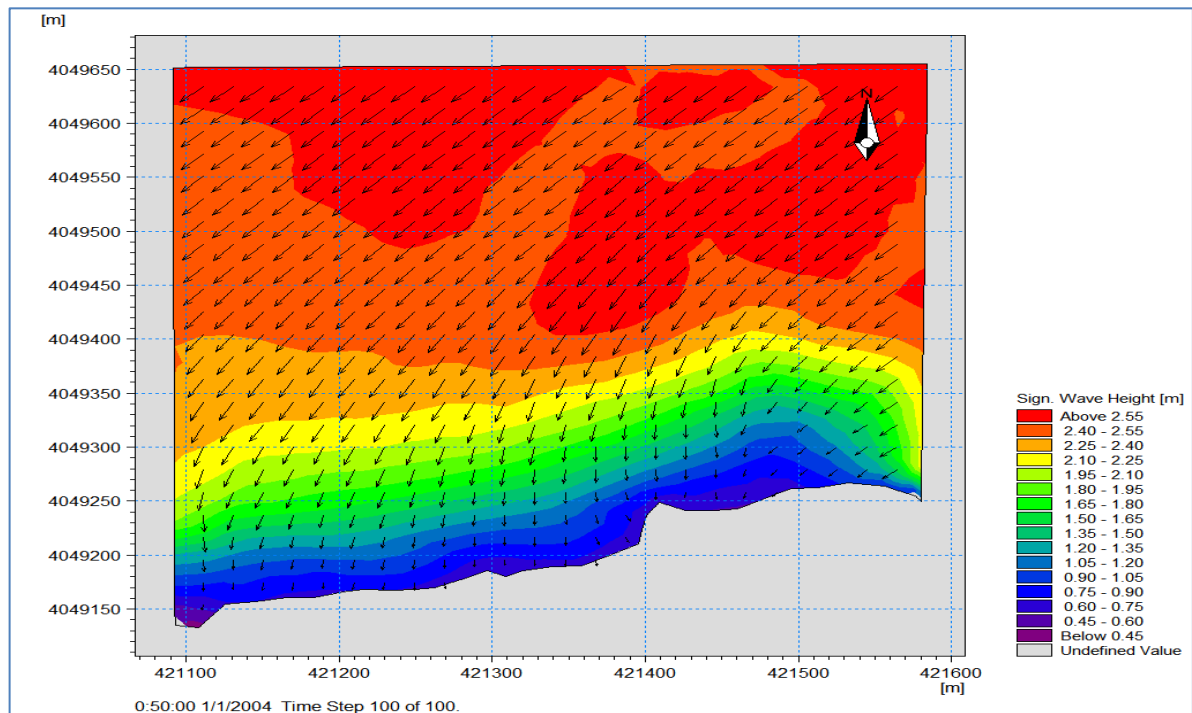 [m]
N
4049650
4049600
4049550
4049500
4049450
4049400
4049350
4049300
4049250
4049200
4049150
421100 421200 421300 421400 421500 421600
[m]
0:50:00 1/1/2004 Time Step 100 of 100.
Sign. Wave Height [m]
Above 2.55
2.40 - 2.55
2.25 - 2.40
2.10 - 2.25
1.95 - 2.10
1.80 - 1.95
1.65 - 1.80
1.50 - 1.65
1.35 - 1.50
1.20 - 1.35
1.05 - 1.20
0.90 - 1.05
0.75 - 0.90
0.60 - 0.75
0.45 - 0.60
Below 0.45
Undefined Value